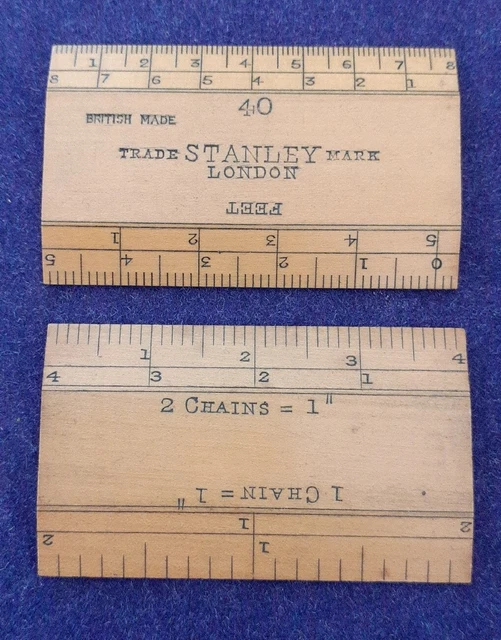 1 2 3 4 5 6 7 8
8 7 6 5 4 3 2 1
40
BRITISH MADE
TRADE STANLEY MARK
LONDON
FEET
1 2 3 4 5
5 4 3 2 1 0
1 2 3 4
4 3 2 1
2 CHAINS = 1"
1 CHAIN = 1"
1 2
2 1